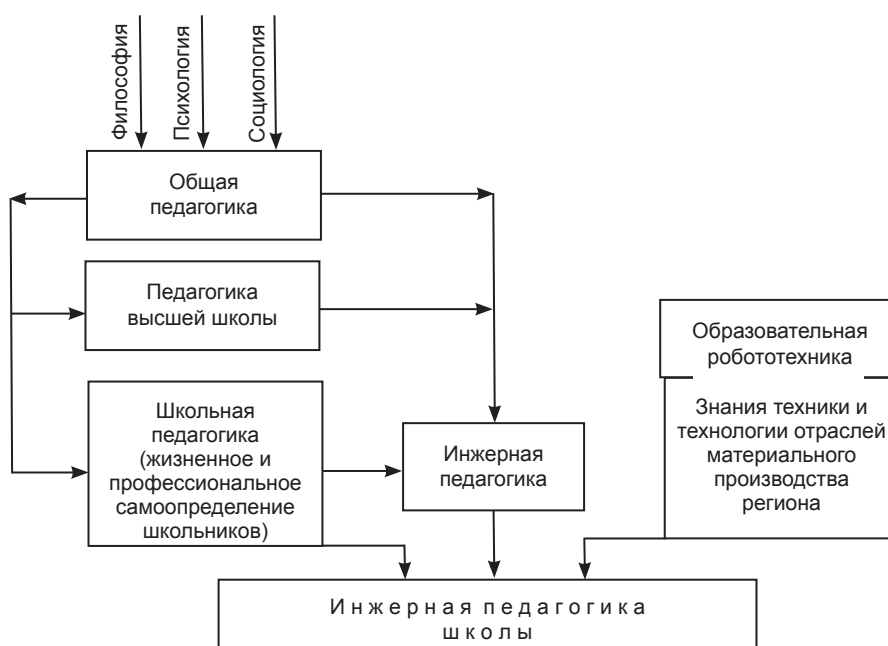 Философия
Психология
Социология
Общая
педагогика
Педагогика
высшей школы
Образовательная
робототехника
Школьная
педагогика
(жизненное и
профессиональное
самоопределение
школьников)
Инжерная
педагогика
Знания техники и
технологии отраслей
материального
производства
региона
Инжерная педагогика
школы